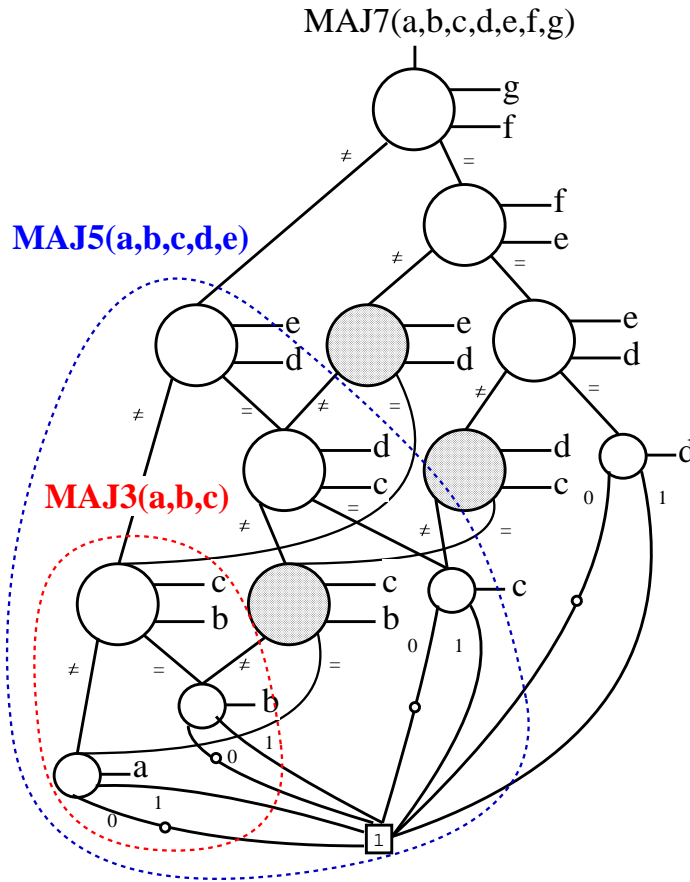 MAJ7(a,b,c,d,e,f,g)
g
f
≠ =
f
MAJ5(a,b,c,d,e)
e
≠ =
e e e
d d d
≠ = ≠ = ≠ =
d d d
MAJ3(a,b,c)
c c
0 1
≠ = ≠ =
c c c
b b
0 1
≠ = ≠ =
b
0 1
a
1
0
1